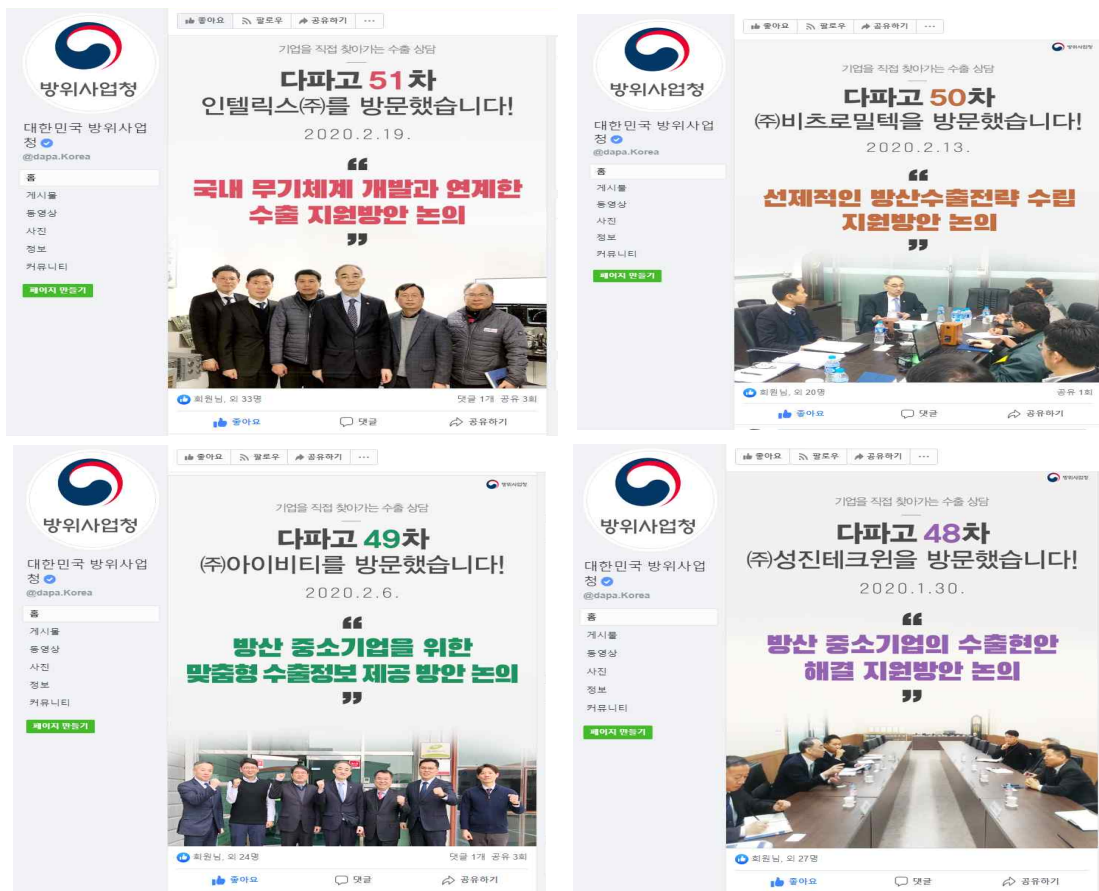 방위사업청
대한민국 방위사업
청
@dapa.Korea
홈
게시물
동영상
사진
정보
커뮤니티
페이지 만들기
좋아요 팔로우 공유하기 ...
기업을 직접 찾아가는 수출 상담
다파고 51차
인텔릭스㈜를 방문했습니다!
2020.2.19.
“
국내 무기체계 개발과 연계한
수출 지원방안 논의
”
회원님, 외 33명 댓글 1개 공유 3회
좋아요 댓글 공유하기
방위사업청
대한민국 방위사업
청
@dapa.Korea
홈
게시물
동영상
사진
정보
커뮤니티
페이지 만들기
좋아요 팔로우 공유하기 ...
방위사업청
기업을 직접 찾아가는 수출 상담
다파고 50차
㈜비츠로밀텍을 방문했습니다!
2020.2.13.
“
선제적인 방산수출전략 수립
지원방안 논의
”
회원님, 외 20명 공유 1회
좋아요 댓글 공유하기
방위사업청
대한민국 방위사업
청
@dapa.Korea
홈
게시물
동영상
사진
정보
커뮤니티
페이지 만들기
좋아요 팔로우 공유하기 ...
방위사업청
기업을 직접 찾아가는 수출 상담
다파고 49차
㈜아이비티를 방문했습니다!
2020.2.6.
“
방산 중소기업을 위한
맞춤형 수출정보 제공 방안 논의
”
회원님, 외 24명 댓글 1개 공유 3회
좋아요 댓글 공유하기
방위사업청
대한민국 방위사업
청
@dapa.Korea
홈
게시물
동영상
사진
정보
커뮤니티
페이지 만들기
좋아요 팔로우 공유하기 ...
방위사업청
기업을 직접 찾아가는 수출 상담
다파고 48차
㈜성진테크윈을 방문했습니다!
2020.1.30.
“
방산 중소기업의 수출현안
해결 지원방안 논의
”
회원님, 외 27명
좋아요 댓글 공유하기